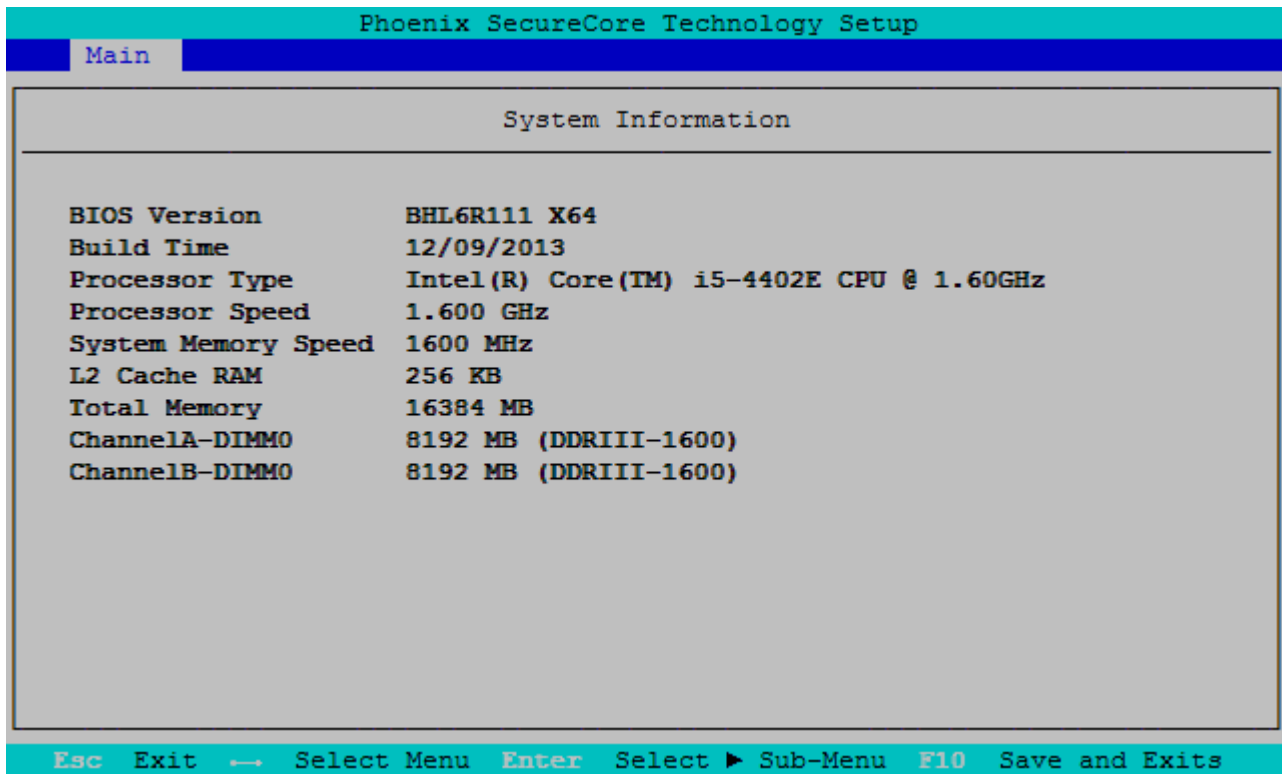 Phoenix SecureCore Technology Setup
Main
System Information
BIOS Version BHL6R111 X64
Build Time 12/09/2013
Processor Type Intel(R) Core(TM) i5-4402E CPU @ 1.60GHz
Processor Speed 1.600 GHz
System Memory Speed 1600 MHz
L2 Cache RAM 256 KB
Total Memory 16384 MB
ChannelA-DIMM0 8192 MB (DDRIII-1600)
ChannelB-DIMM0 8192 MB (DDRIII-1600)
Esc Exit ↔ Select Menu Enter Select ► Sub-Menu F10 Save and Exits